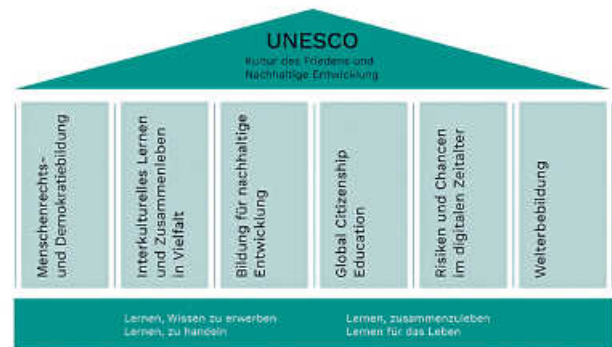 UNESCO
Kultur des Friedens und
Nachhaltige Entwicklung
Menschenrechts-
und Demokratiebildung
Interkulturelles Lernen
und Zusammenleben
in Vielfalt
Bildung für nachhaltige
Entwicklung
Global Citizenship
Education
Risiken und Chancen
im digitalen Zeitalter
Welterbebildung
Lernen, Wissen zu erwerben
Lernen, zu handeln
Lernen, zusammenzuleben
Lernen für das Leben